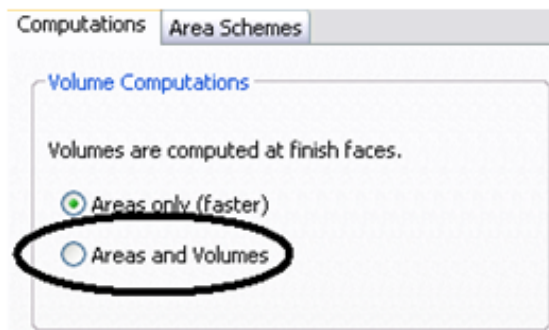 Computations Area Schemes
Volume Computations
Volumes are computed at finish faces.
Areas only (faster)
Areas and Volumes